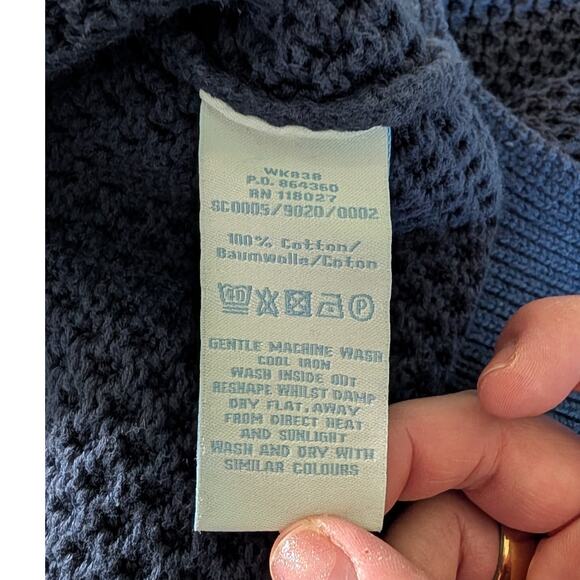 WK838
P.O. 864360
RN 118027
SC0005/9020/0002
100% Cotton/
Baumwolle/Coton
40 P
GENTLE MACHINE WASH
COOL IRON
WASH INSIDE OUT
RESHAPE WHILST DAMP
DRY FLAT, AWAY
FROM DIRECT HEAT
AND SUNLIGHT
WASH AND DRY WITH
SIMILAR COLOURS